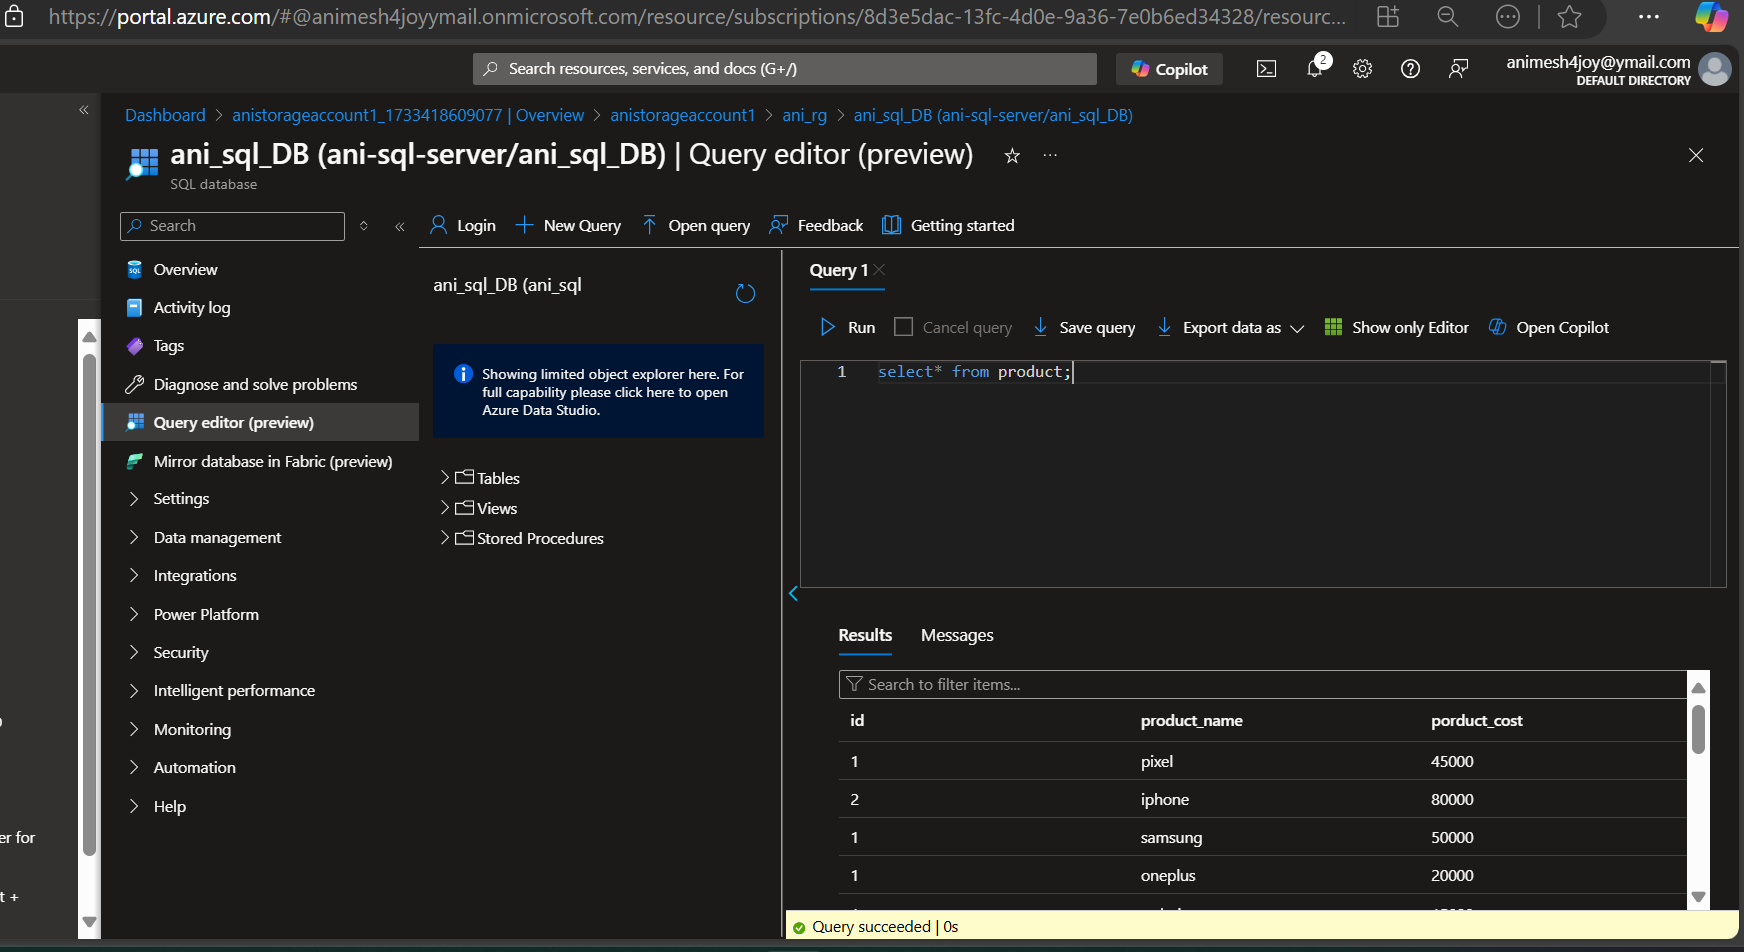 https://portal.azure.com/#@animesh4joyymail.onmicrosoft.com/resource/subscriptions/8d3e5dac-13fc-4d0e-9a36-7e0b6ed34328/resourc...
Search resources, services, and docs (G+/)
Copilot
2
animesh4joy@ymail.com
DEFAULT DIRECTORY
Dashboard > anistorageaccount1_1733418609077 | Overview > anistorageaccount1 > ani_rg > ani_sql_DB (ani-sql-server/ani_sql_DB)
ani_sql_DB (ani-sql-server/ani_sql_DB) | Query editor (preview)
SQL database
Search
Login
New Query
Open query
Feedback
Getting started
Overview
Activity log
Tags
Diagnose and solve problems
Query editor (preview)
Mirror database in Fabric (preview)
Settings
Data management
Integrations
Power Platform
Security
Intelligent performance
Monitoring
Automation
Help
er for
t +
ani_sql_DB (ani_sql
Showing limited object explorer here. For
full capability please click here to open
Azure Data Studio.
Tables
Views
Stored Procedures
Query 1
Run
Cancel query
Save query
Export data as
Show only Editor
Open Copilot
1 select* from product;
Results
Messages
Search to filter items...
id product_name porduct_cost
1 pixel 45000
2 iphone 80000
1 samsung 50000
1 oneplus 20000
Query succeeded | 0s